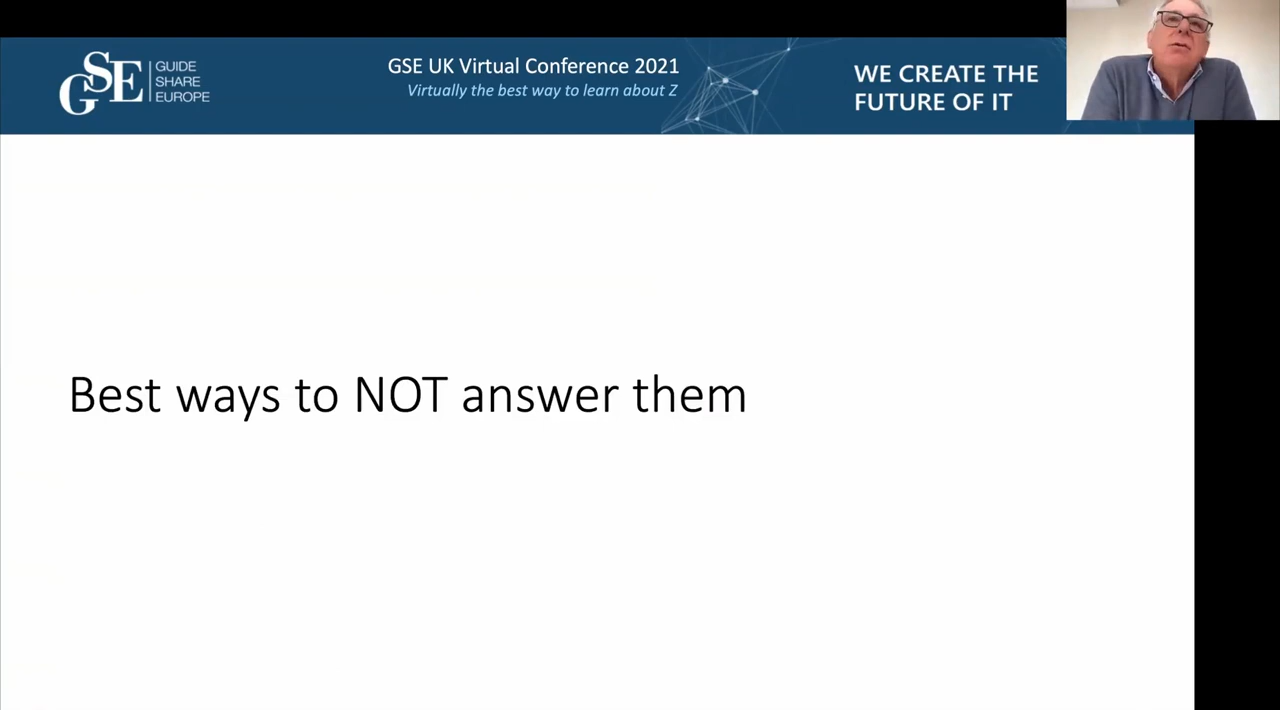 GSE
GUIDE
SHARE
EUROPE
GSE UK Virtual Conference 2021
Virtually the best way to learn about Z
WE CREATE THE
FUTURE OF IT
Best ways to NOT answer them